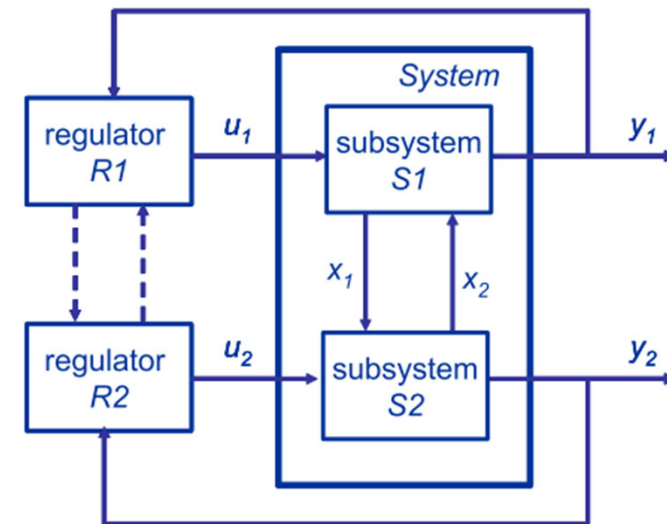 System
regulator
R1
u1
subsystem
S1
y1
x1
x2
regulator
R2
u2
subsystem
S2
y2